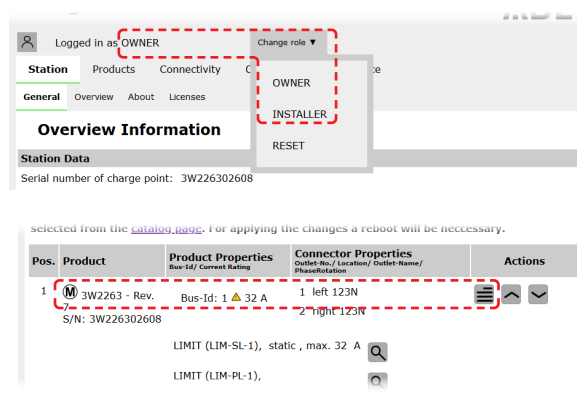 Logged in as OWNER
Change role ▼
Station Products Connectivity
General Overview About Licenses
OWNER
INSTALLER
RESET
Overview Information
Station Data
Serial number of charge point: 3W226302608
selected from the catalog page. For applying the changes a reboot will be neccessary.
Pos. Product Product Properties Connector Properties Actions
Bus-Id/ Current Rating Outlet-No./ Location/ Outlet-Name/
PhaseRotation
1 M 3W2263 - Rev. Bus-Id: 1 32 A 1 left 123N
7 2 right 123N
S/N: 3W226302608
LIMIT (LIM-SL-1), static , max. 32 A
LIMIT (LIM-PL-1),